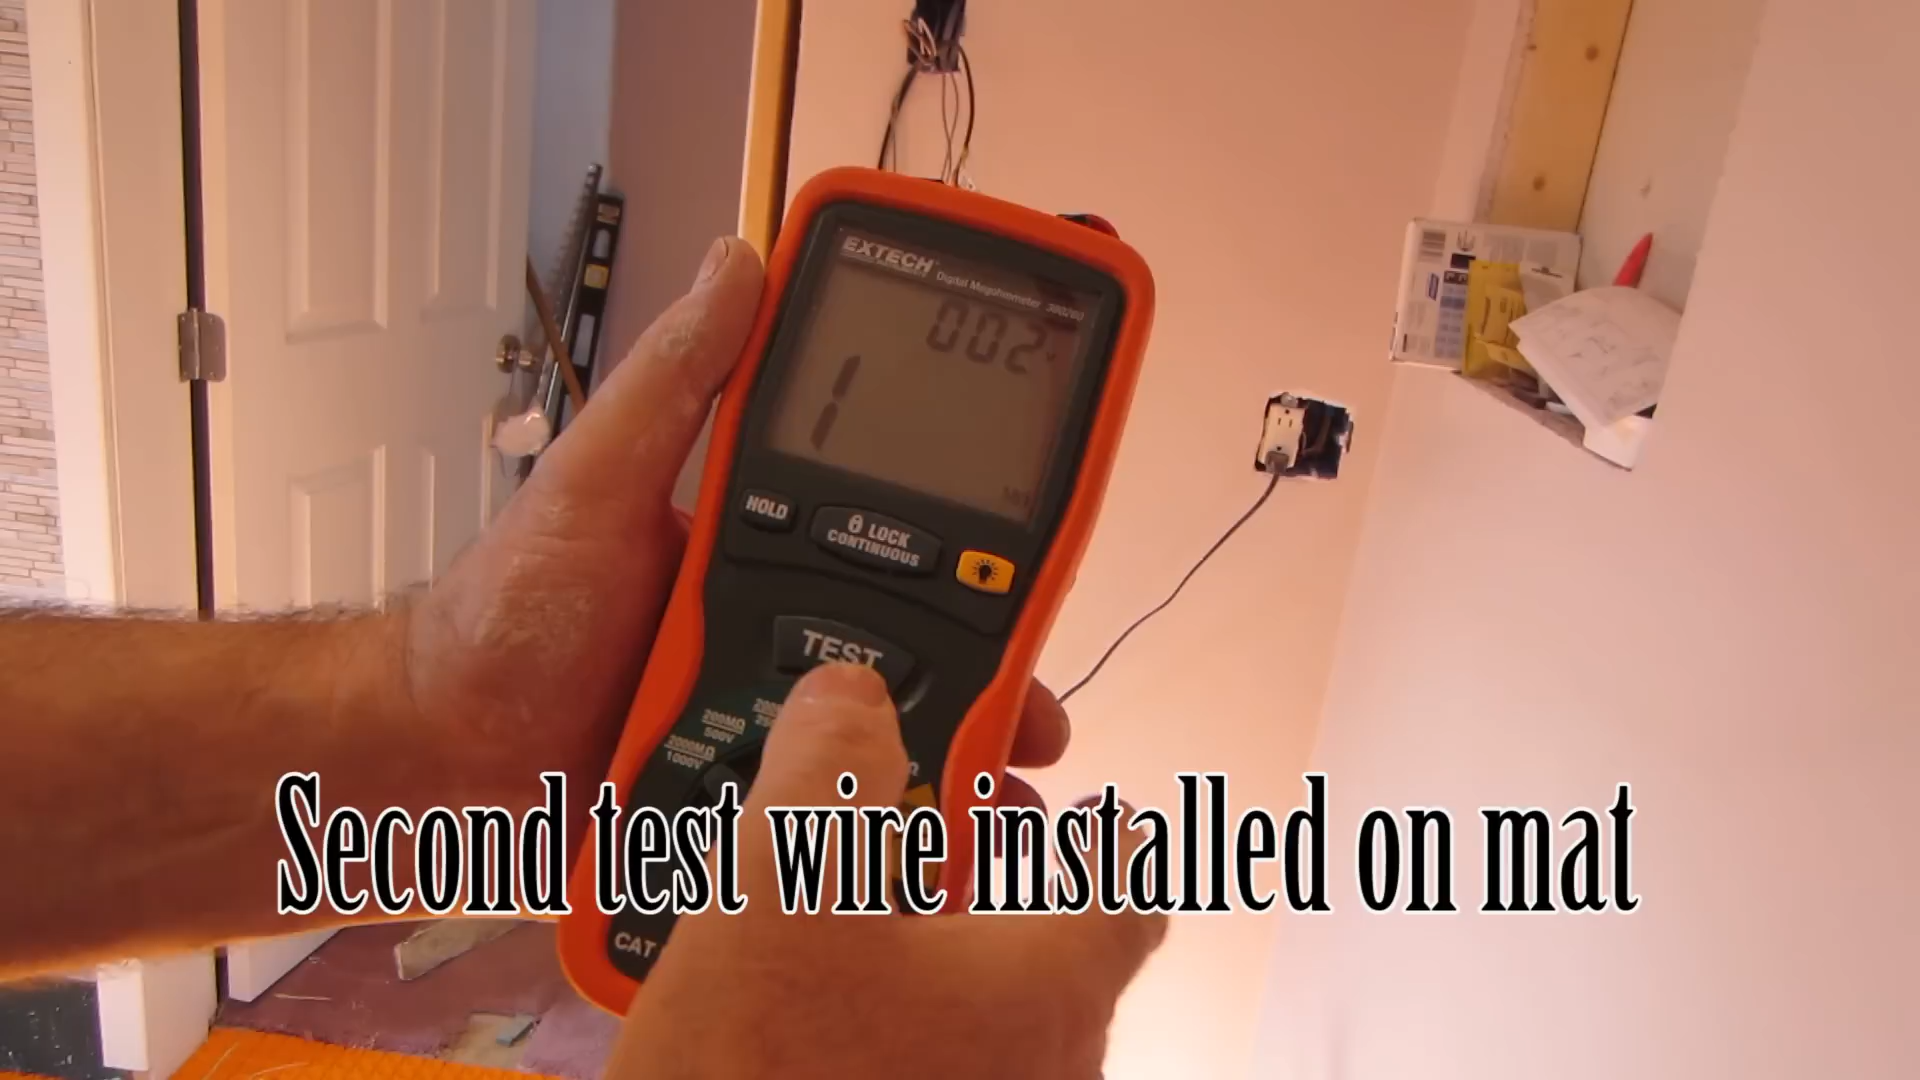 EXTECH
Digital Megohmmeter 380260
002
1
HOLD
LOCK
CONTINUOUS
TEST
200MΩ
500V
2000MΩ
1000V
Ω
CAT
Second test wire installed on mat